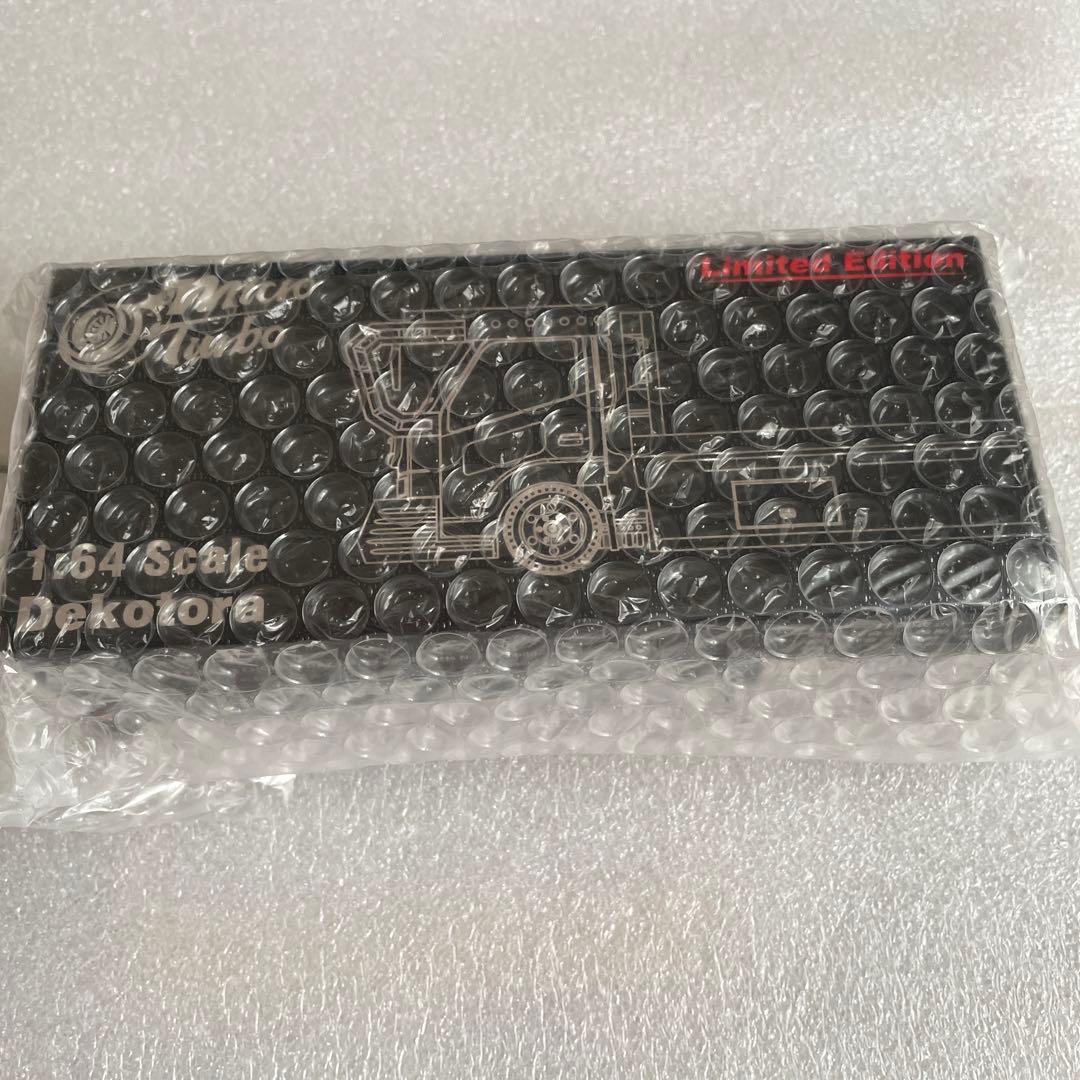 Micro
Turbo
Limited Edition
1:64 Scale
Dekotora